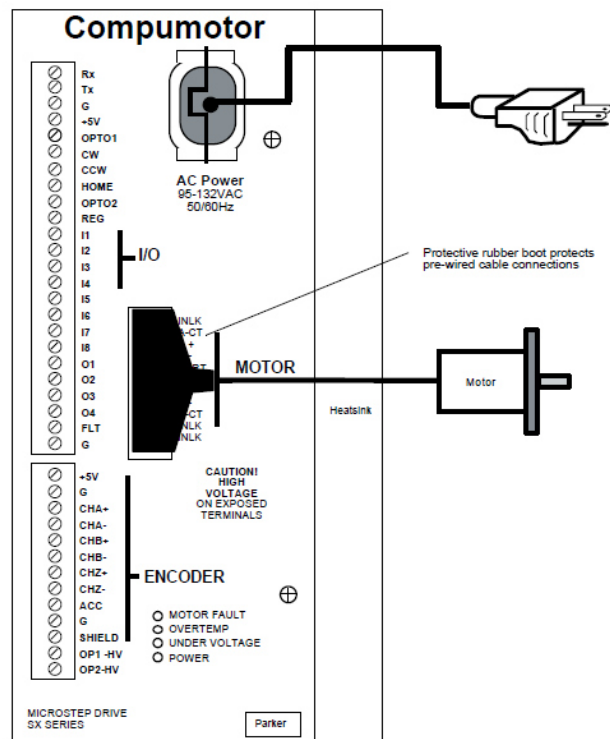 Compumotor
Rx
Tx
G
+5V
OPTO1
CW
CCW
HOME
OPTO2
REG
I1
I2
I3
I4
I5
I6
I7
I8
O1
O2
O3
O4
FLT
G
I/O
AC Power
95-132VAC
50/60Hz
Protective rubber boot protects
pre-wired cable connections
INLK
A-CT
+
-
-CT
INLK
INLK
MOTOR
Heatsink
Motor
CAUTION!
HIGH
VOLTAGE
ON EXPOSED
TERMINALS
+5V
G
CHA+
CHA-
CHB+
CHB-
CHZ+
CHZ-
ACC
G
SHIELD
OP1 -HV
OP2-HV
ENCODER
MOTOR FAULT
OVERTEMP
UNDER VOLTAGE
POWER
MICROSTEP DRIVE
SX SERIES
Parker